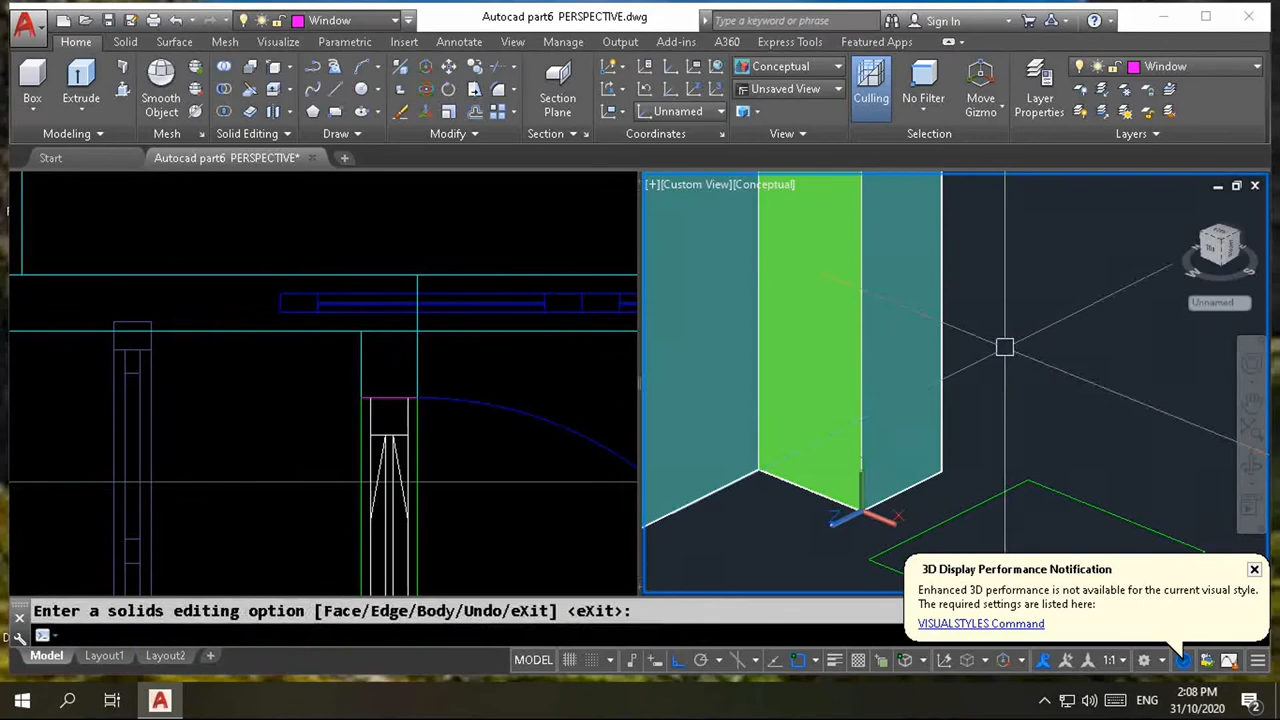 Window
Autocad part6 PERSPECTIVE.dwg
Type a keyword or phrase
Sign In
Home
Solid
Surface
Mesh
Visualize
Parametric
Insert
Annotate
View
Manage
Output
Add-ins
A360
Express Tools
Featured Apps
Box
Extrude
Smooth
Object
Section
Plane
Conceptual
Unsaved View
Unnamed
Culling
No Filter
Move
Gizmo
Layer
Properties
Window
Modeling
Mesh
Solid Editing
Draw
Modify
Section
Coordinates
View
Selection
Layers
Start
Autocad part6 PERSPECTIVE*
[+][Custom View][Conceptual]
W
S
Unnamed
Z
X
3D Display Performance Notification
Enhanced 3D performance is not available for the current visual style.
The required settings are listed here:
VISUALSTYLES Command
Enter a solids editing option [Face/Edge/Body/Undo/eXit] <eXit>:
Model
Layout1
Layout2
MODEL
1:1
ENG
2:08 PM
31/10/2020
2